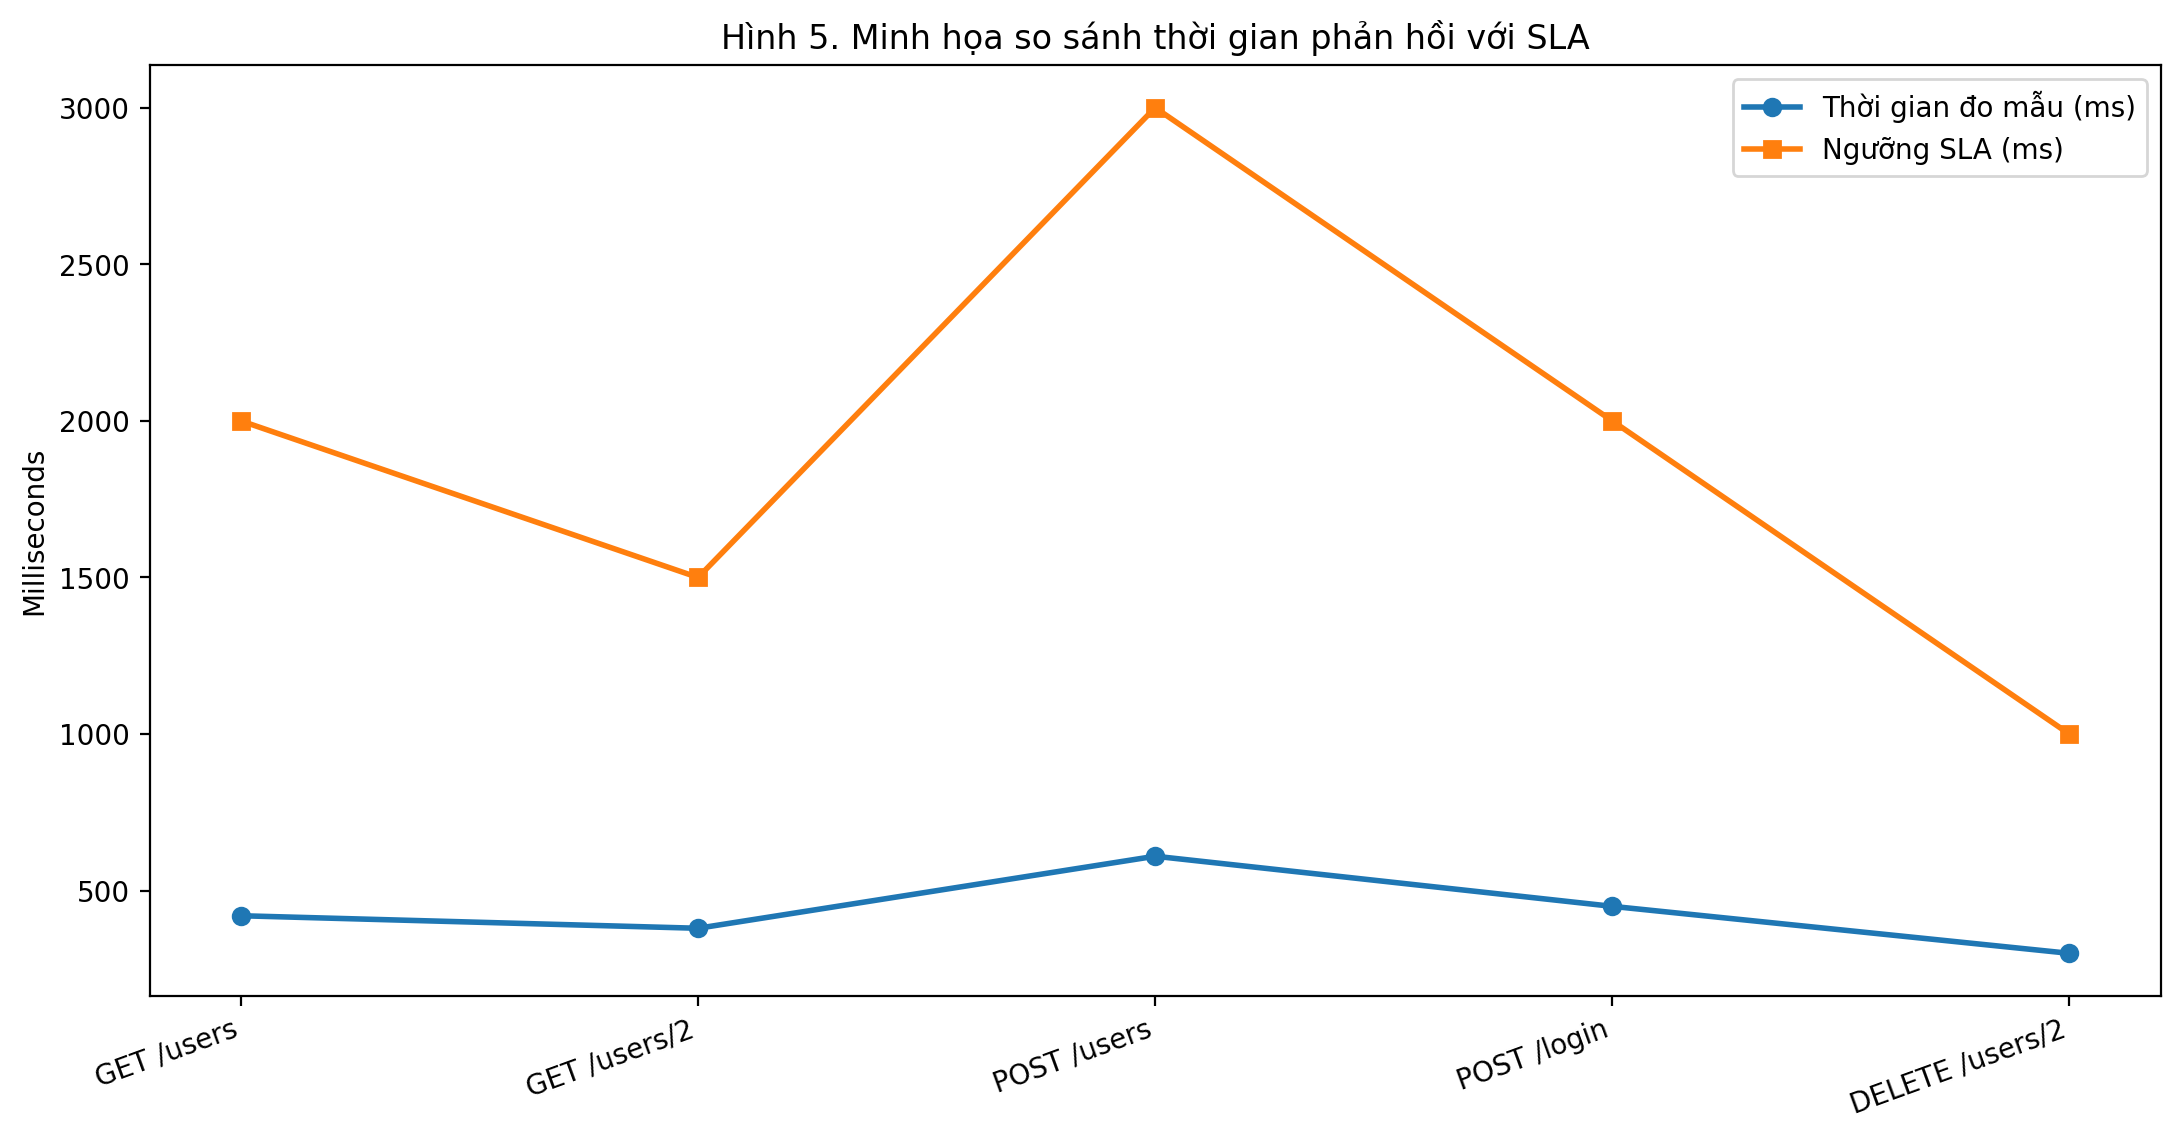 Hình 5. Minh họa so sánh thời gian phản hồi với SLA
Thời gian đo mẫu (ms)
Ngưỡng SLA (ms)
Milliseconds
3000
2500
2000
1500
1000
500
GET /users
GET /users/2
POST /users
POST /login
DELETE /users/2